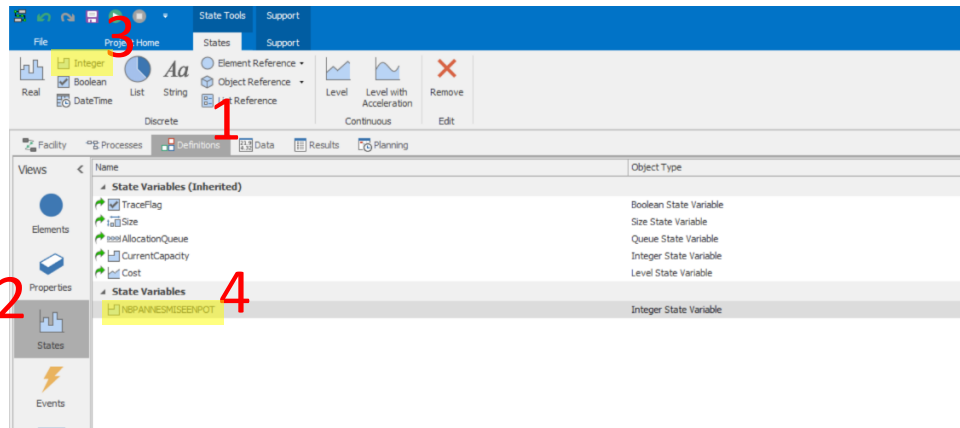 State Tools Support
3
File Project Home States Support
Real
Integer
Boolean
DateTime
List
String
Aa
Element Reference
Object Reference
List Reference
Level
Level with
Acceleration
Remove
1
Discrete Continuous Edit
Facility Processes Definitions Data Results Planning
Views < Name Object Type
State Variables (Inherited)
TraceFlag Boolean State Variable
Size Size State Variable
AllocationQueue Queue State Variable
CurrentCapacity Integer State Variable
Cost Level State Variable
State Variables
NBPANNESMISEENPOT Integer State Variable
4
Elements
Properties
2
States
Events